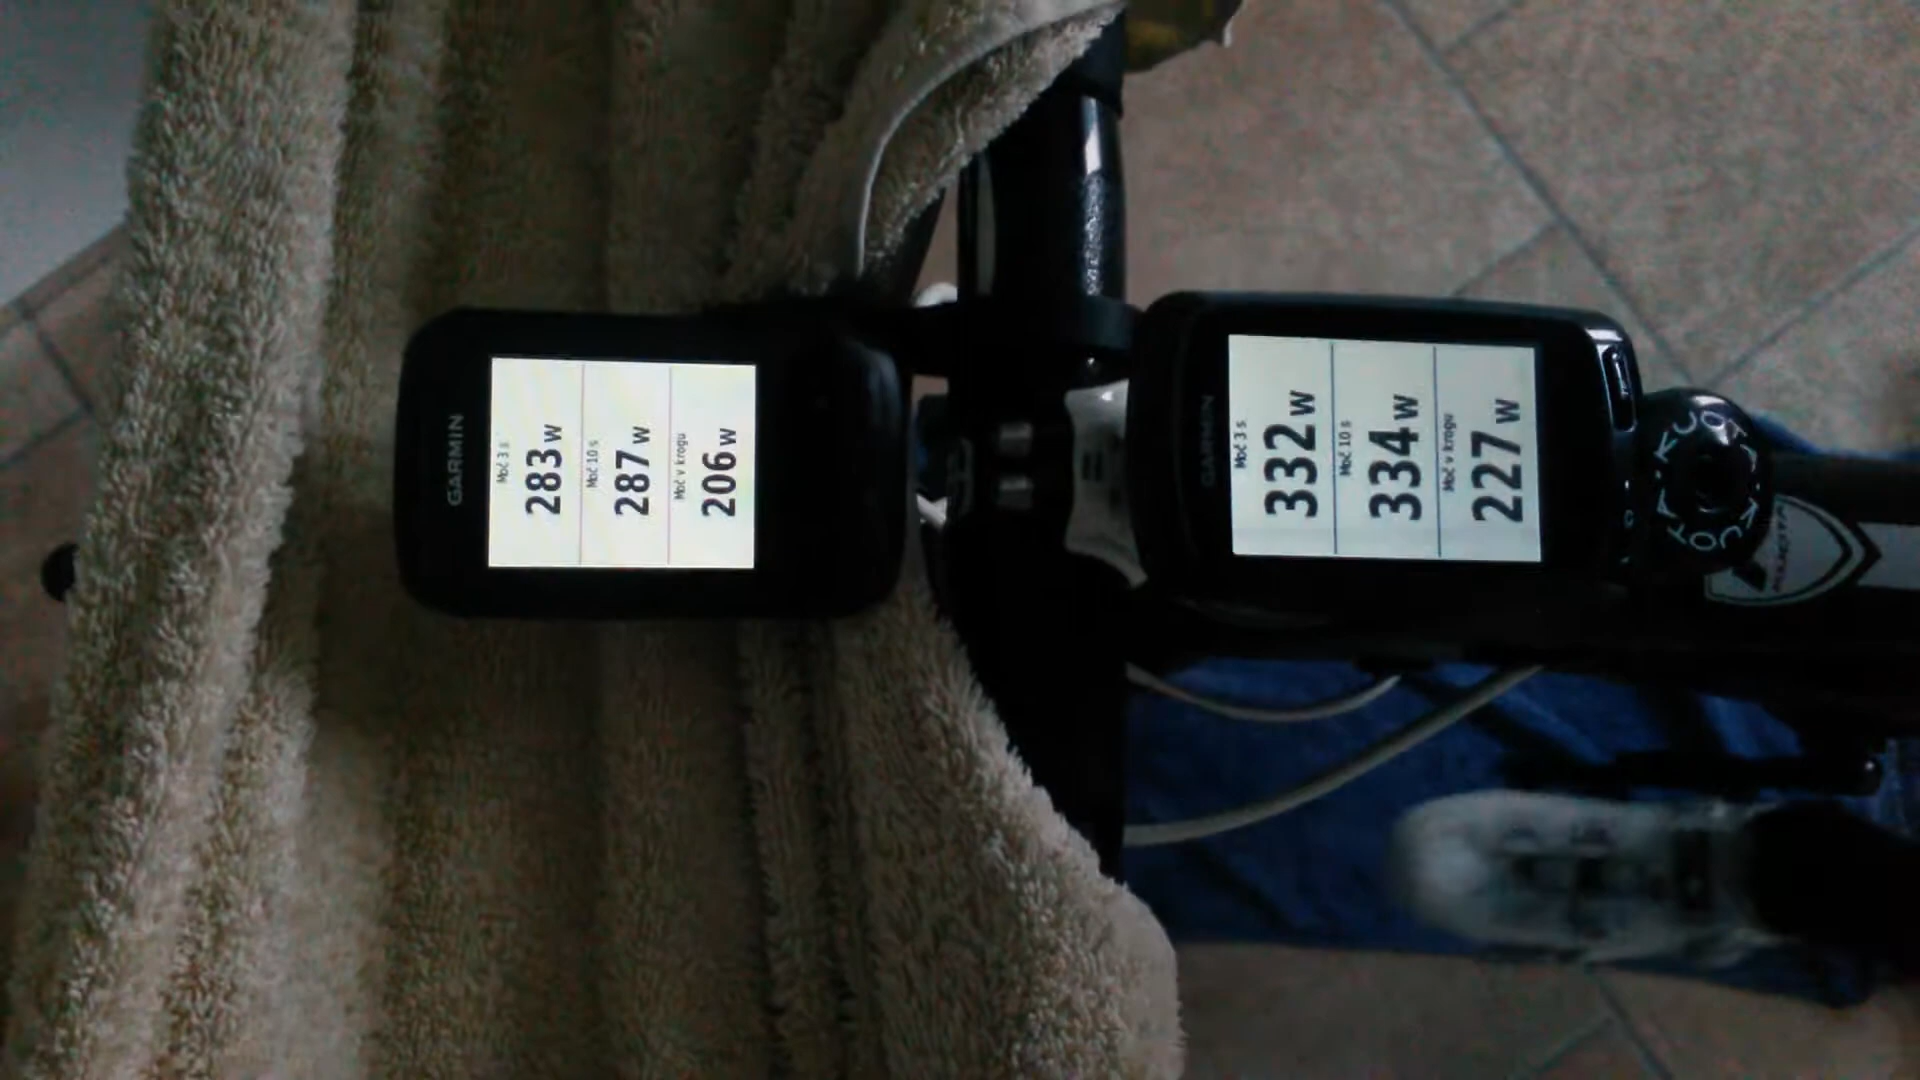 GARMIN
Moč 3 s
283 W
Moč 10 s
287 W
Moč v krogu
206 W
GARMIN
Moč 3 s
332 W
Moč 10 s
334 W
Moč v krogu
227 W